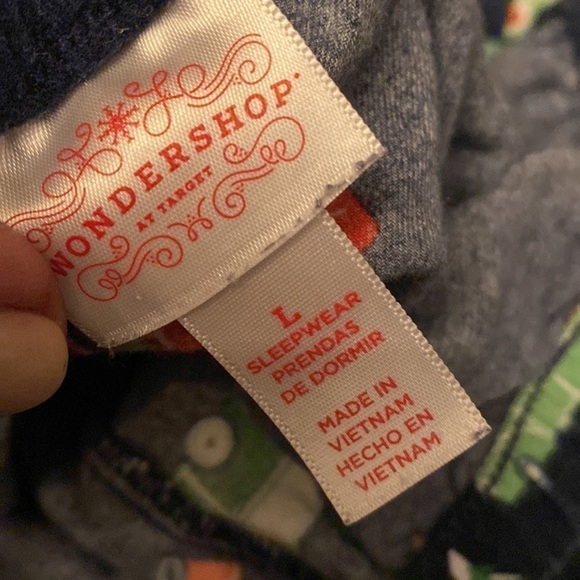 WONDERSHOP
AT TARGET
L
SLEEPWEAR
PRENDAS
DE DORMIR
MADE IN
VIETNAM
HECHO EN
VIETNAM